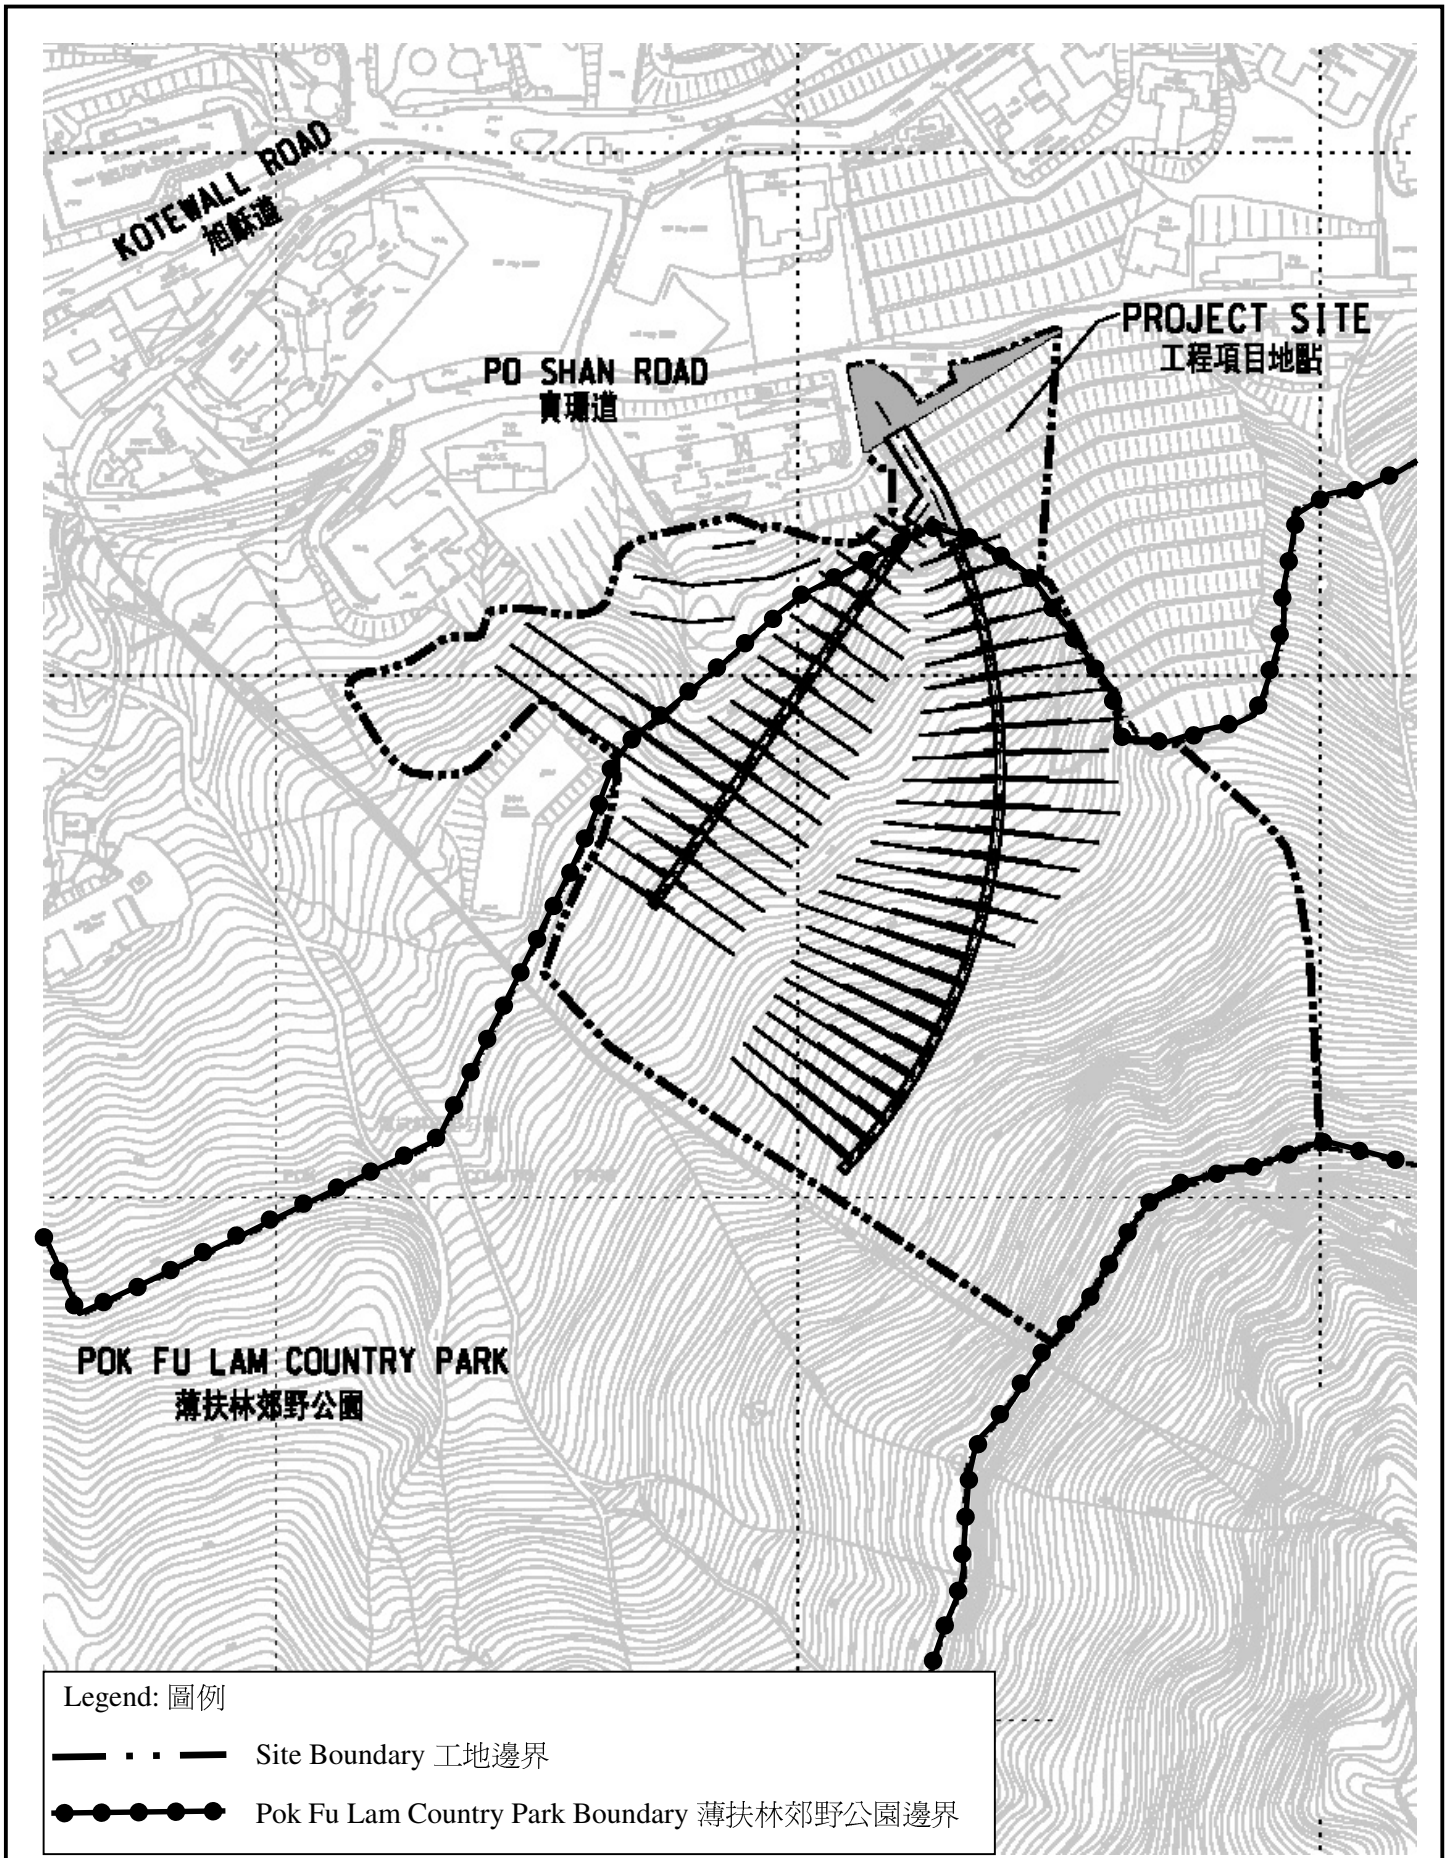 KOTEWALL ROAD
旭龢道
PROJECT SITE
工程項目地點
PO SHAN ROAD
寶珊道
POK FU LAM COUNTRY PARK
薄扶林郊野公園
Legend: 圖例
Site Boundary 工地邊界
Pok Fu Lam Country Park Boundary 薄扶林郊野公園邊界